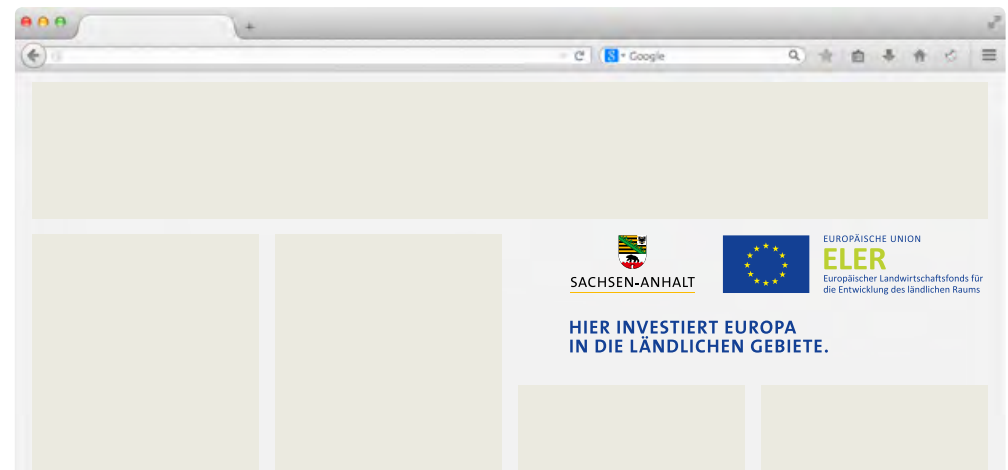 Google
SACHSEN-ANHALT
EUROPÄISCHE UNION
ELER
Europäischer Landwirtschaftsfonds für
die Entwicklung des ländlichen Raums
HIER INVESTIERT EUROPA
IN DIE LÄNDLICHEN GEBIETE.